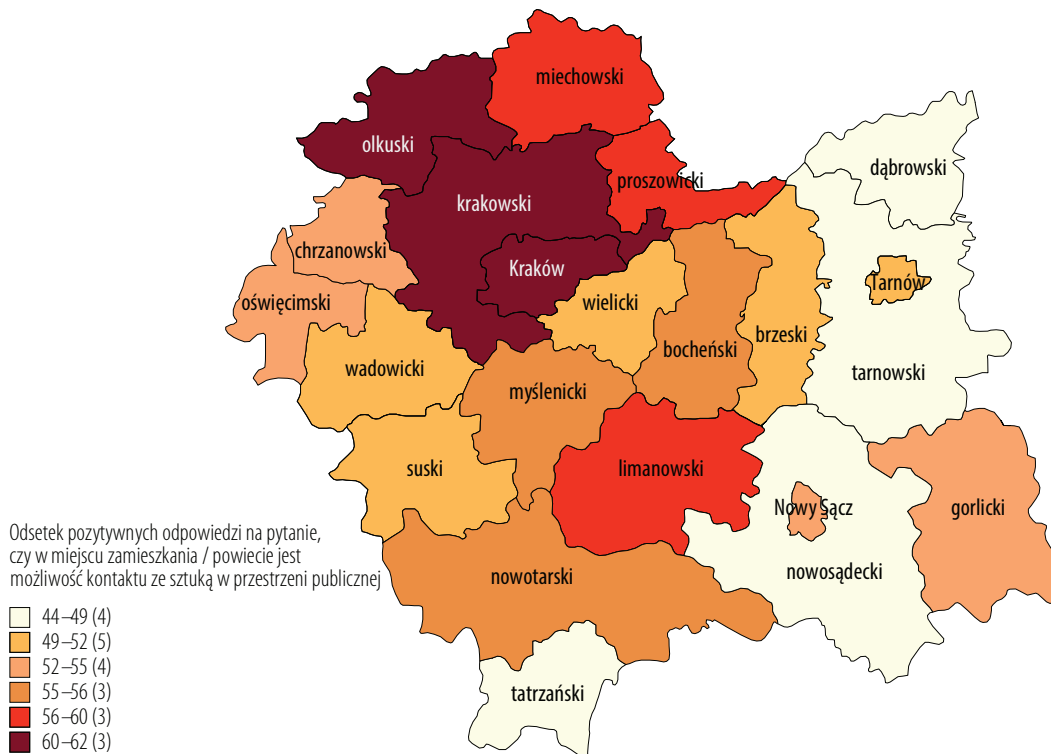 miechowski
olkuski
dąbrowski
proszowicki
krakowski
chrzanowski
Kraków
Tarnów
oświęcimski
wielicki
brzeski
bocheński
wadowicki
tarnowski
myślenicki
suski
limanowski
Nowy Sącz
gorlicki
nowosądecki
nowotarski
tatrzański
Odsetek pozytywnych odpowiedzi na pytanie,
czy w miejscu zamieszkania / powiecie jest
możliwość kontaktu ze sztuką w przestrzeni publicznej
44–49 (4)
49–52 (5)
52–55 (4)
55–56 (3)
56–60 (3)
60–62 (3)